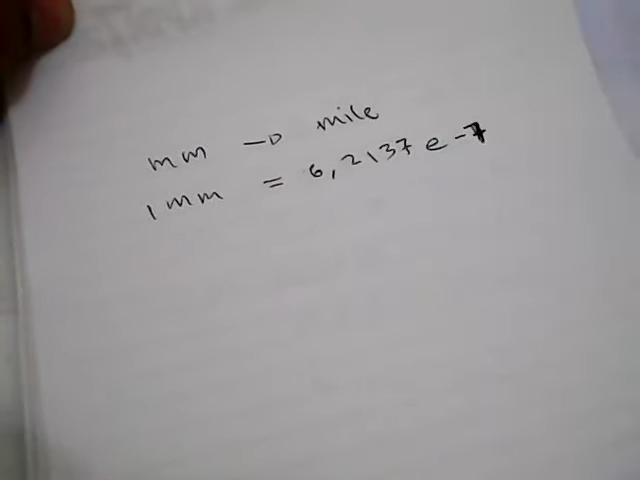 mm → mile
1 mm = 6,2137 e-7